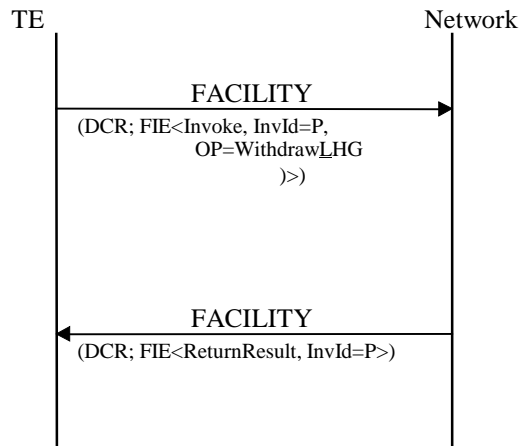 TE Network
FACILITY
(DCR; FIE<Invoke, InvId=P,
OP=WithdrawLHG
)>)
FACILITY
(DCR; FIE<ReturnResult, InvId=P>)